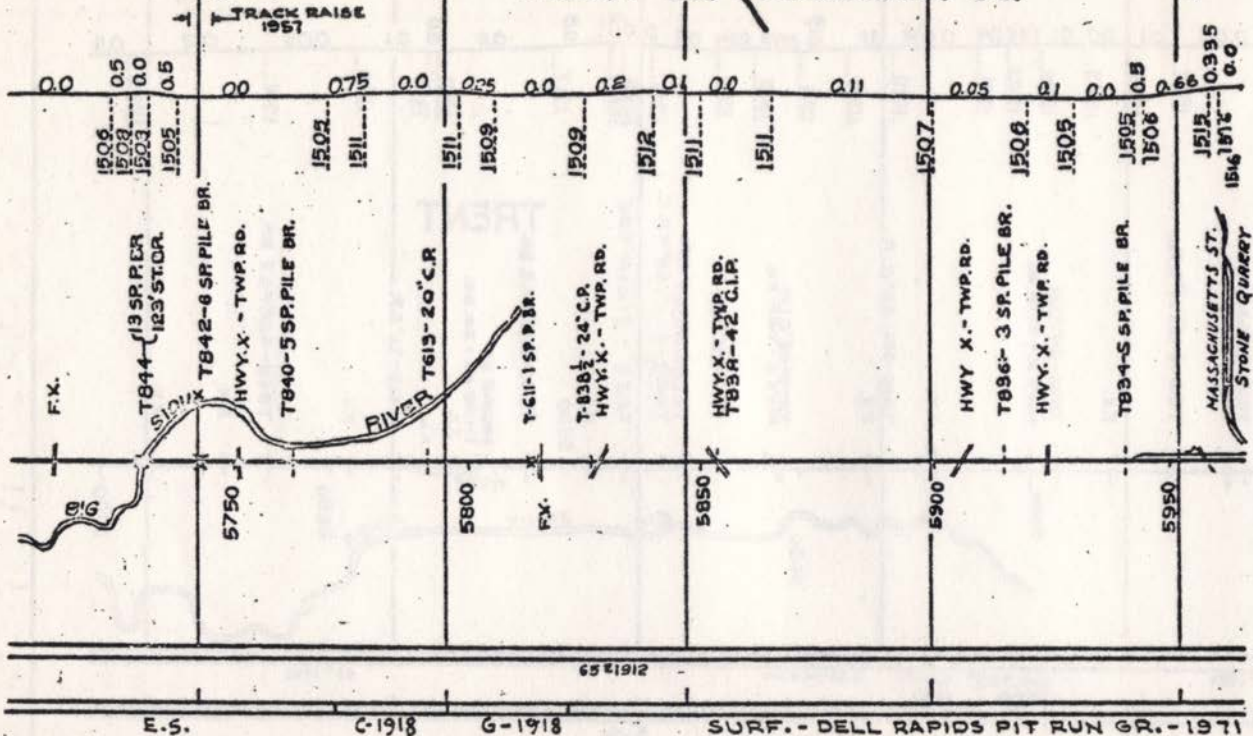 TRACK RAISE
1957
0.0 0.5 0.0 0.5 0.0 0.75 0.0 0.25 0.0 0.2 0.1 0.0 0.11 0.05 0.1 0.0 0.5 0.66 0.395 0.0
1506 1508 1503 1505 1505 1511 1511 1509 1509 1512 1511 1511 1507 1506 1505 1505 1506 1515 1516
F.X.
T844 13 SP. P. BR.
123' ST. BR.
T842-6 SP. PILE BR.
HWY. X. - TWP. RD.
T840-5 SP. PILE BR.
T613-20" C.P.
T-611-1 SP. P. BR.
T-838½-24" C.P.
HWY. X. - TWP. RD.
HWY. X. - TWP. RD.
T838-42" C.I.P.
HWY X. - TWP. RD.
T836-3 SP. PILE BR.
HWY. X. - TWP. RD.
T834-5 SP. PILE BR.
MASSACHUSETTS ST.
STONE QUARRY
BIG SIOUX RIVER
5750 5800 F.X. 5850 5900 5950
TRENT
65# 1912
E.S. C-1918 G-1918 SURF. - DELL RAPIDS PIT RUN GR. - 1971